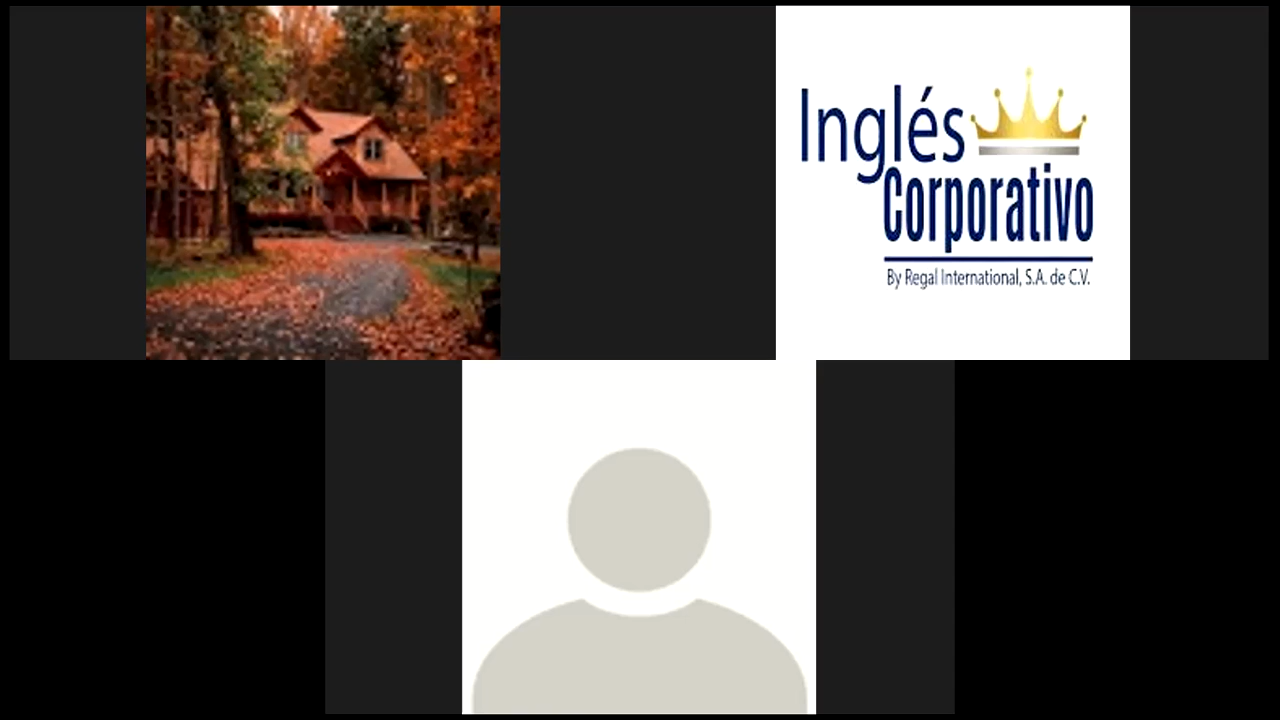 Inglés
Corporativo
By Regal International, S.A. de C.V.